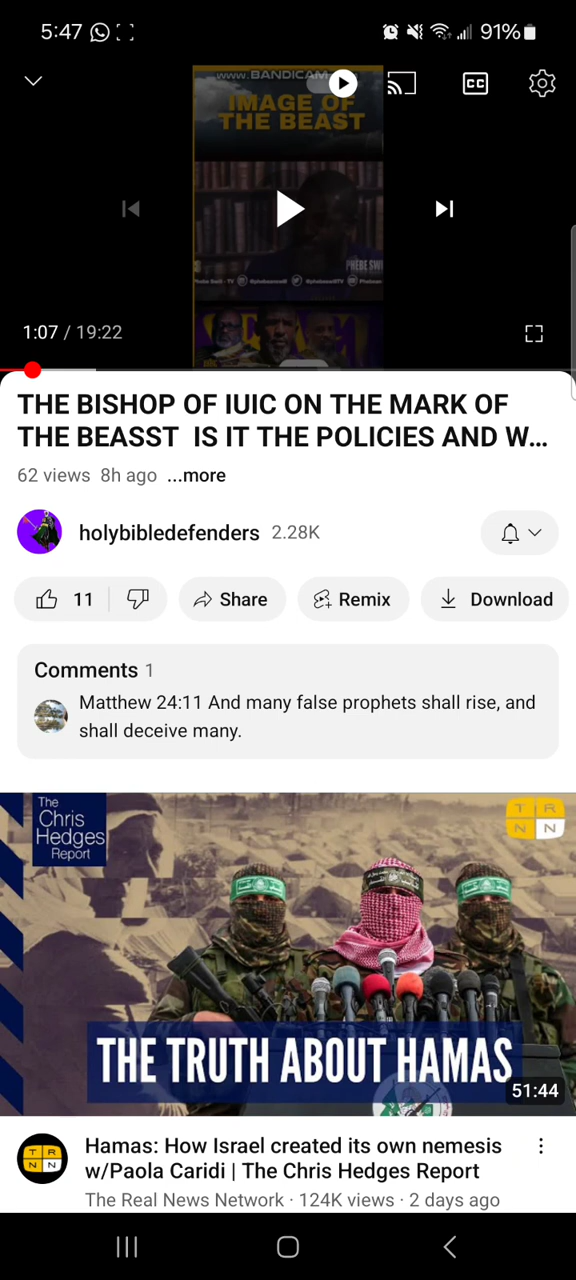 5:47
91%
WWW.BANDICAM
IMAGE OF
THE BEAST
CC
PHEBE SW
1:07 / 19:22
THE BISHOP OF IUIC ON THE MARK OF
THE BEASST IS IT THE POLICIES AND W...
62 views 8h ago ...more
holybibledefenders 2.28K
11
Share
Remix
Download
Comments 1
Matthew 24:11 And many false prophets shall rise, and
shall deceive many.
The
Chris
Hedges
Report
T R
N N
THE TRUTH ABOUT HAMAS
51:44
T R
N N
Hamas: How Israel created its own nemesis
w/Paola Caridi | The Chris Hedges Report
The Real News Network · 124K views · 2 days ago